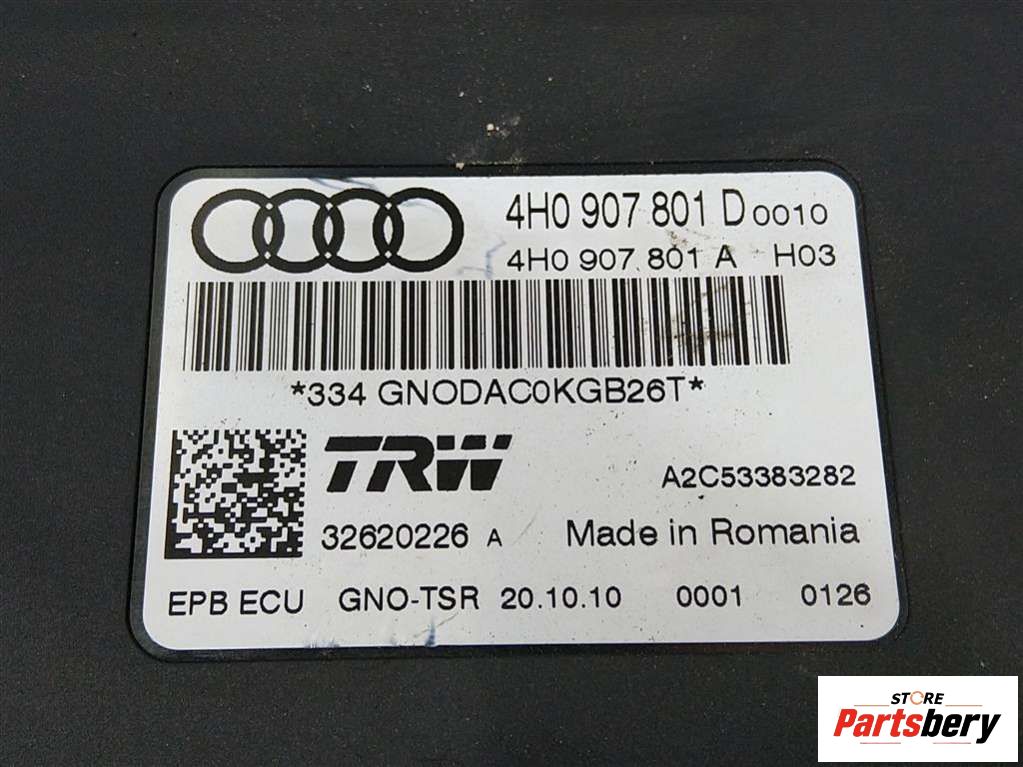 4H0 907 801 D 0010
4H0 907 801 A H03
*334 GNODAC0KGB26T*
TRW
A2C53383282
32620226 A Made in Romania
EPB ECU GNO-TSR 20.10.10 0001 0126
STORE
Partsbery